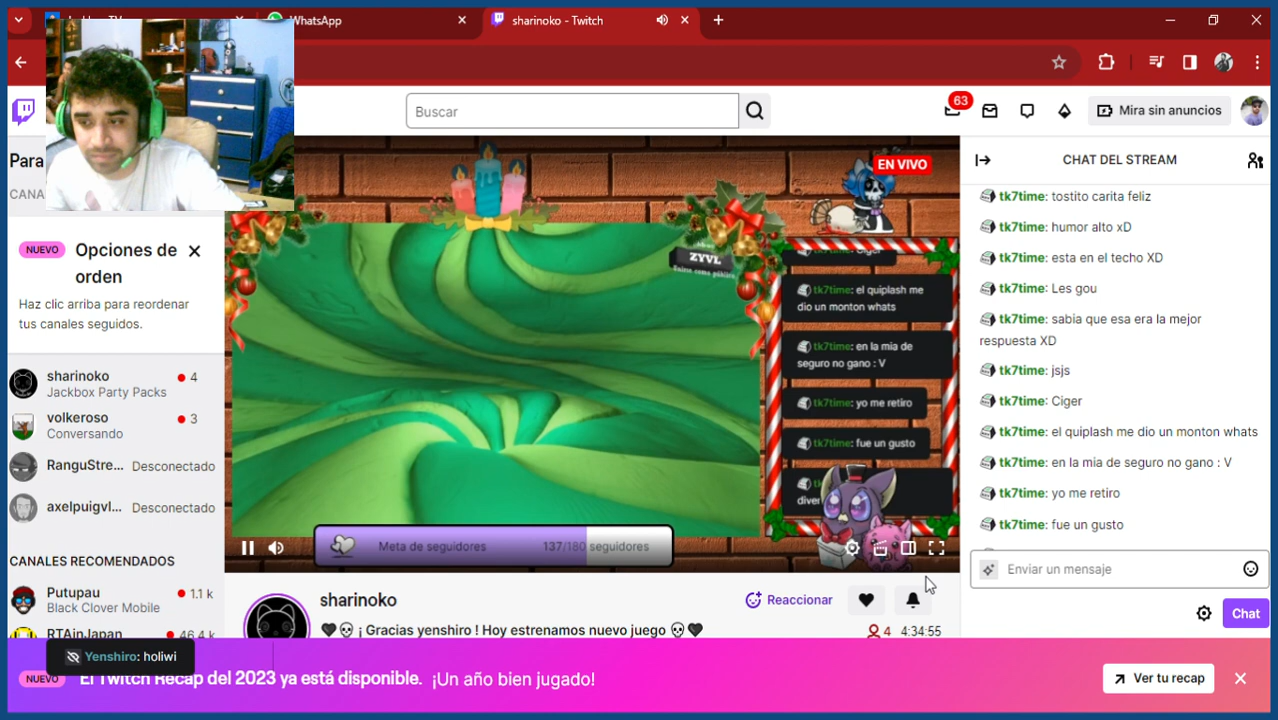 WhatsApp
sharinoko - Twitch
Buscar
63
Mira sin anuncios
Para
CANA
NUEVO
Opciones de
orden
Haz clic arriba para reordenar
tus canales seguidos.
sharinoko
4
Jackbox Party Packs
volkeroso
3
Conversando
RanguStre...
Desconectado
axelpuigvl...
Desconectado
CANALES RECOMENDADOS
Putupau
1.1 k
Black Clover Mobile
RTAinJapan
46.4 k
EN VIVO
ZYVL
tk7time: el quiplash me
dio un monton whats
tk7time: en la mia de
seguro no gano : V
tk7time: yo me retiro
tk7time: fue un gusto
Meta de seguidores
137/180 seguidores
sharinoko
Reaccionar
¡ Gracias yenshiro ! Hoy estrenamos nuevo juego
4
4:34:55
CHAT DEL STREAM
tk7time: tostito carita feliz
tk7time: humor alto xD
tk7time: esta en el techo XD
tk7time: Les gou
tk7time: sabia que esa era la mejor
respuesta XD
tk7time: jsjs
tk7time: Ciger
tk7time: el quiplash me dio un monton whats
tk7time: en la mia de seguro no gano : V
tk7time: yo me retiro
tk7time: fue un gusto
Enviar un mensaje
Chat
Yenshiro: holiwi
NUEVO
El Twitch Recap del 2023 ya está disponible. ¡Un año bien jugado!
Ver tu recap